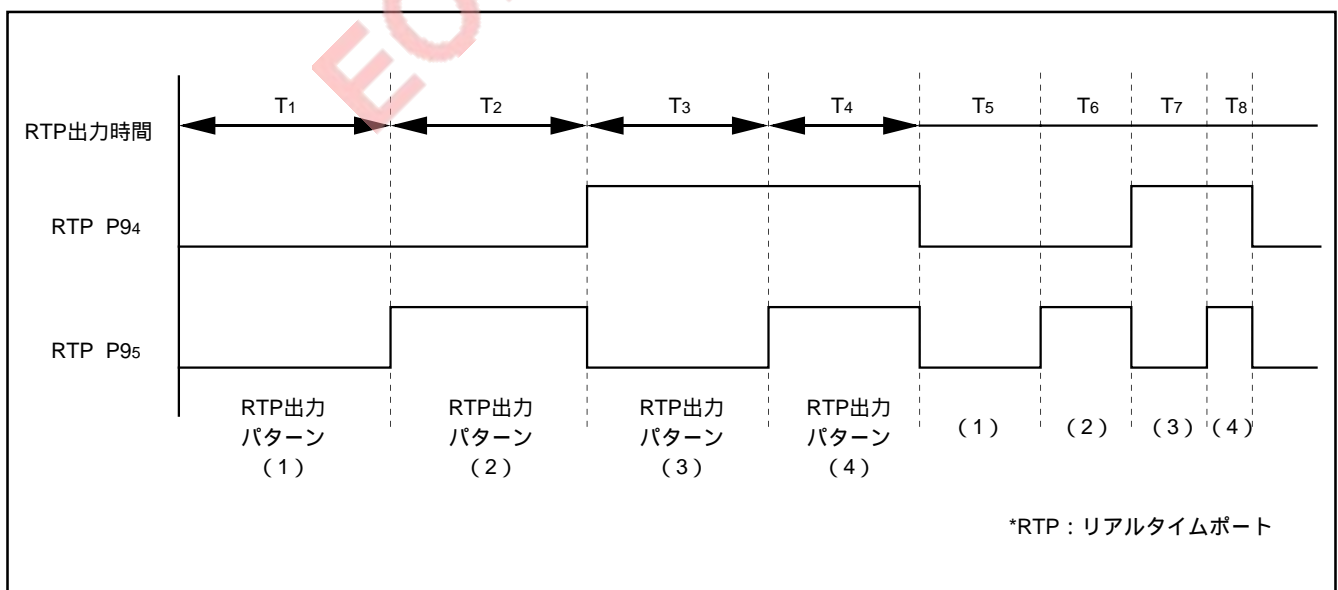 EO
T1 T2 T3 T4 T5 T6 T7 T8
RTP出力時間
RTP P94
RTP P95
RTP出力 RTP出力 RTP出力 RTP出力
パターン パターン パターン パターン (1) (2) (3) (4)
(1) (2) (3) (4)
*RTP：リアルタイムポート